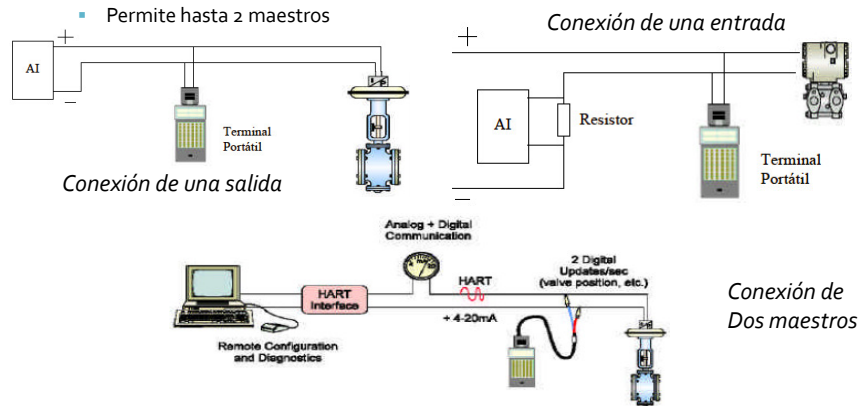 Permite hasta 2 maestros
+
AI
−
Terminal
Portátil
Conexión de una salida
Conexión de una entrada
+
AI
Resistor
−
Terminal
Portátil
Analog + Digital
Communication
HART
Interface
HART
+ 4-20mA
2 Digital
Updates/sec
(valve position, etc.)
Remote Configuration
and Diagnostics
Conexión de
Dos maestros